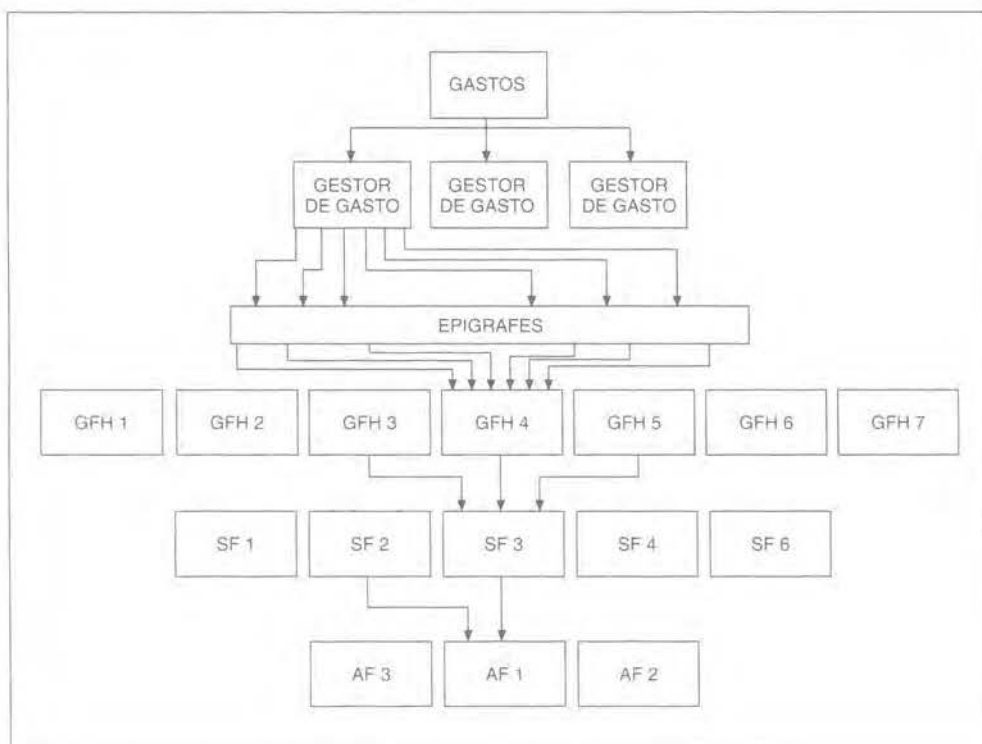 GASTOS
GESTOR
DE GASTO
GESTOR
DE GASTO
GESTOR
DE GASTO
EPIGRAFES
GFH 1
GFH 2
GFH 3
GFH 4
GFH 5
GFH 6
GFH 7
SF 1
SF 2
SF 3
SF 4
SF 6
AF 3
AF 1
AF 2